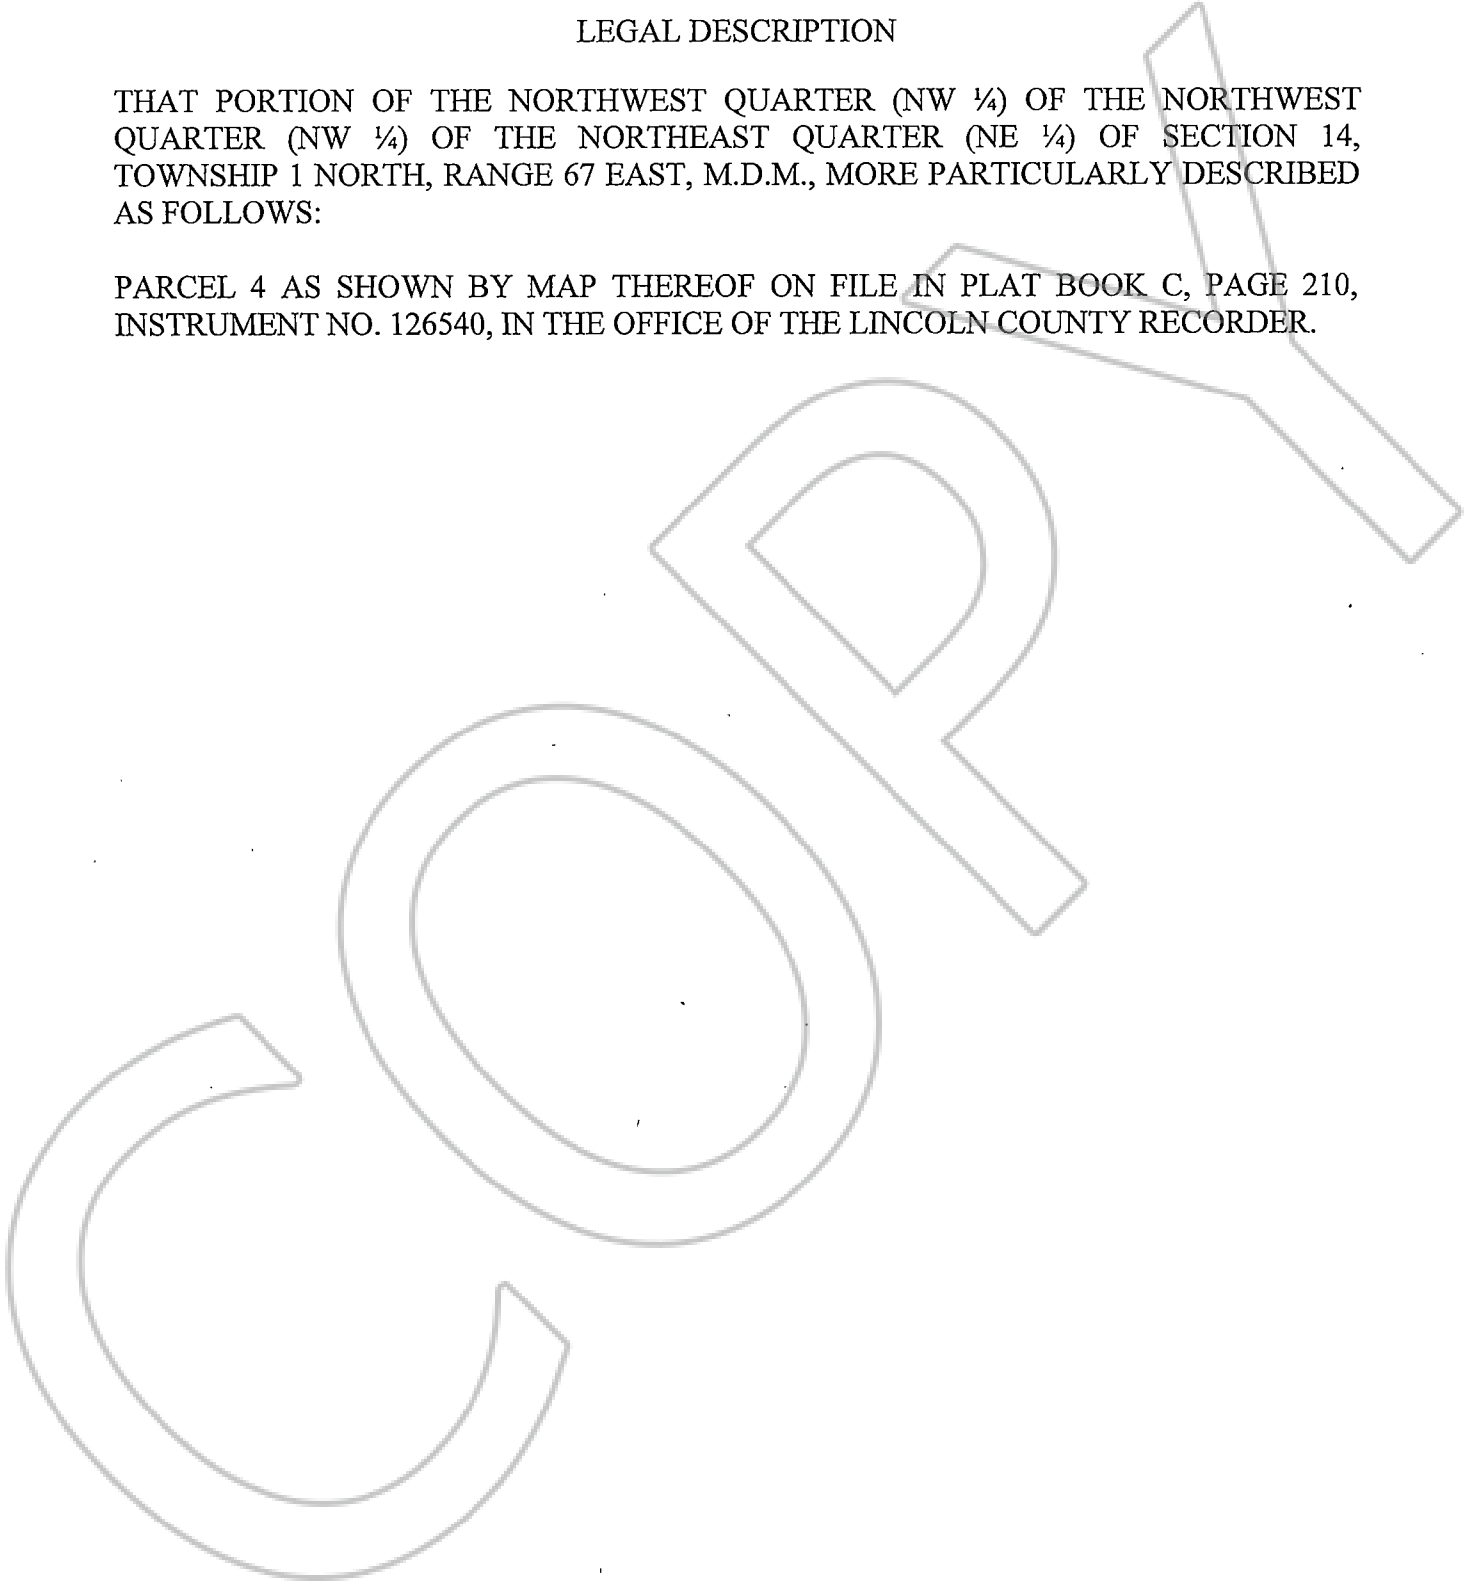 LEGAL DESCRIPTION
THAT PORTION OF THE NORTHWEST QUARTER (NW ¼) OF THE NORTHWEST
QUARTER (NW ¼) OF THE NORTHEAST QUARTER (NE ¼) OF SECTION 14,
TOWNSHIP 1 NORTH, RANGE 67 EAST, M.D.M., MORE PARTICULARLY DESCRIBED
AS FOLLOWS:
PARCEL 4 AS SHOWN BY MAP THEREOF ON FILE IN PLAT BOOK C, PAGE 210,
INSTRUMENT NO. 126540, IN THE OFFICE OF THE LINCOLN COUNTY RECORDER.
COPY